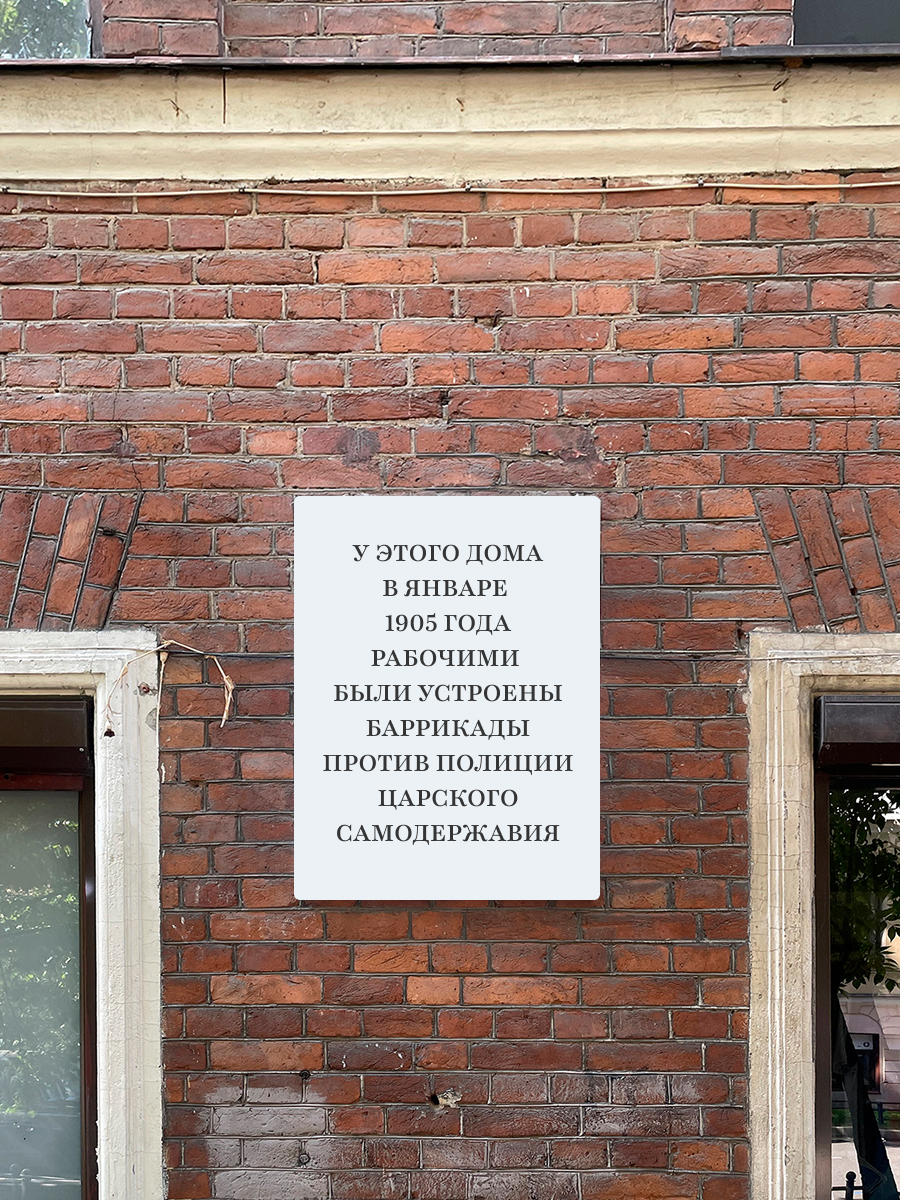 У ЭТОГО ДОМА
В ЯНВАРЕ
1905 ГОДА
РАБОЧИМИ
БЫЛИ УСТРОЕНЫ
БАРРИКАДЫ
ПРОТИВ ПОЛИЦИИ
ЦАРСКОГО
САМОДЕРЖАВИЯ